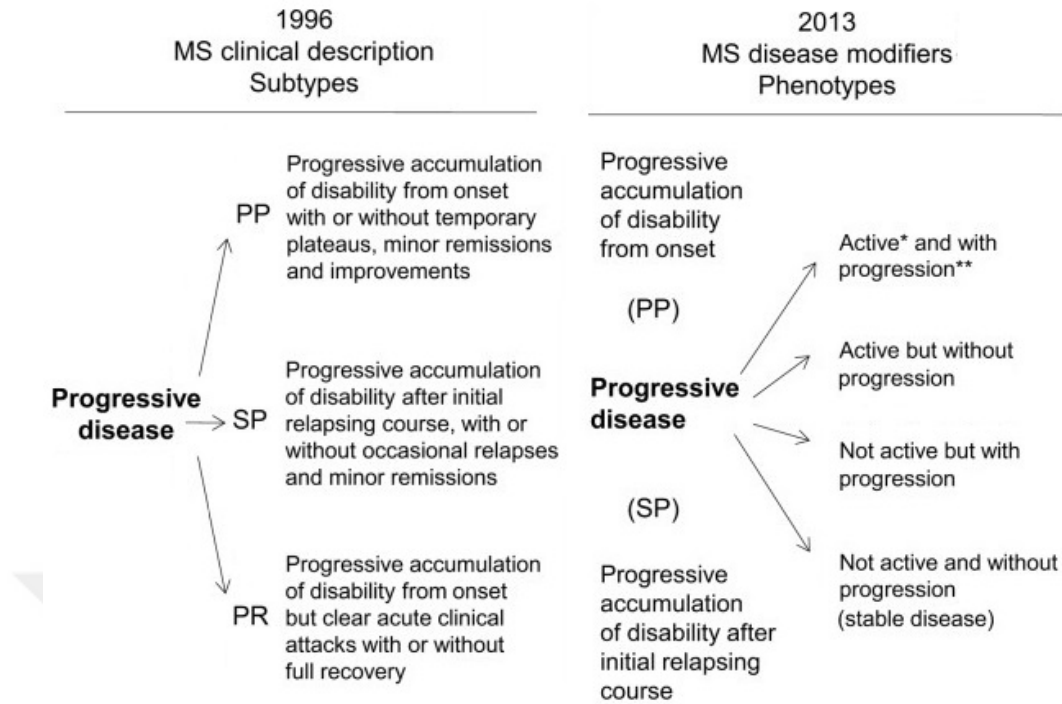 1996
MS clinical description
Subtypes
PP
Progressive accumulation
of disability from onset
with or without temporary
plateaus, minor remissions
and improvements
Progressive
disease
SP
Progressive accumulation
of disability after initial
relapsing course, with or
without occasional relapses
and minor remissions
PR
Progressive accumulation
of disability from onset
but clear acute clinical
attacks with or without
full recovery
2013
MS disease modifiers
Phenotypes
Progressive
accumulation
of disability
from onset
(PP)
Progressive
disease
(SP)
Progressive
accumulation
of disability after
initial relapsing
course
Active* and with
progression**
Active but without
progression
Not active but with
progression
Not active and without
progression
(stable disease)